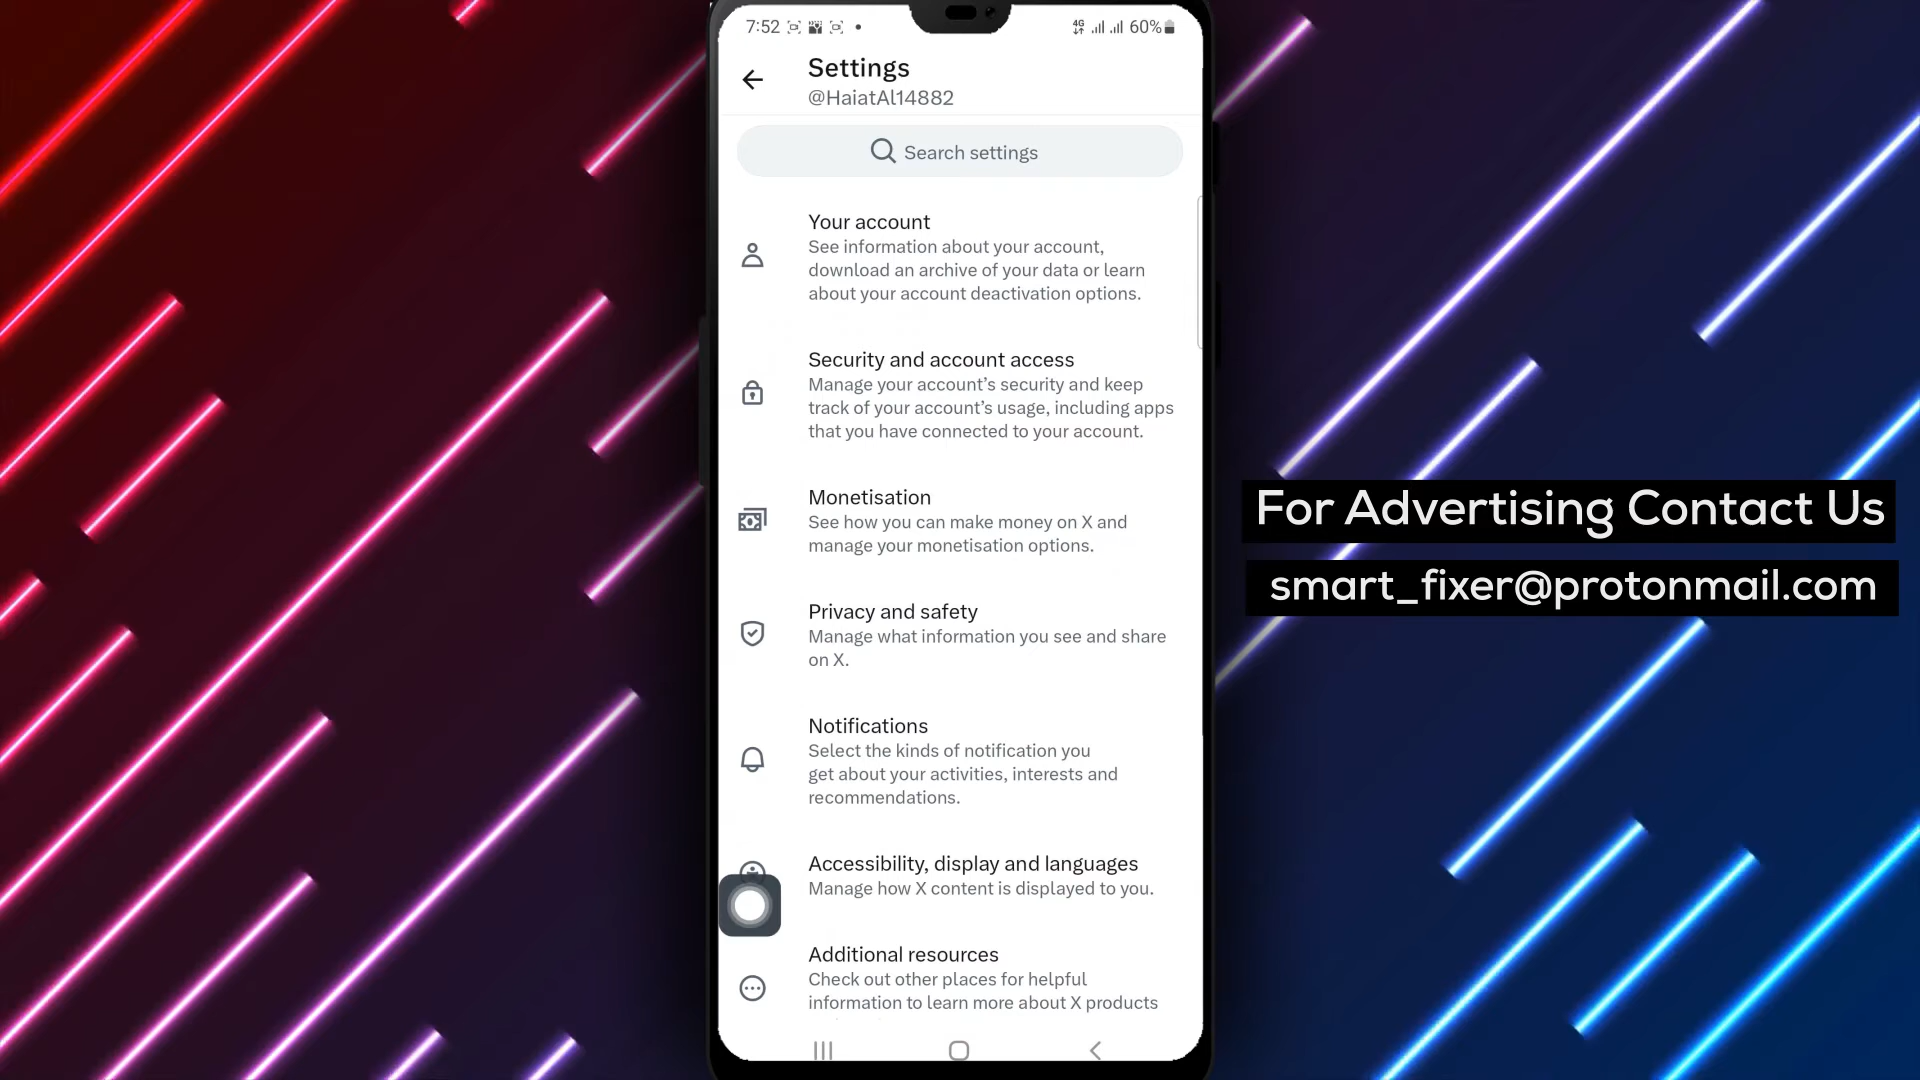 7:52
4G
60%
Settings
@HaiatAl14882
Search settings
Your account
See information about your account,
download an archive of your data or learn
about your account deactivation options.
Security and account access
Manage your account’s security and keep
track of your account’s usage, including apps
that you have connected to your account.
Monetisation
See how you can make money on X and
manage your monetisation options.
Privacy and safety
Manage what information you see and share
on X.
Notifications
Select the kinds of notification you
get about your activities, interests and
recommendations.
Accessibility, display and languages
Manage how X content is displayed to you.
Additional resources
Check out other places for helpful
information to learn more about X products
For Advertising Contact Us
smart_fixer@protonmail.com